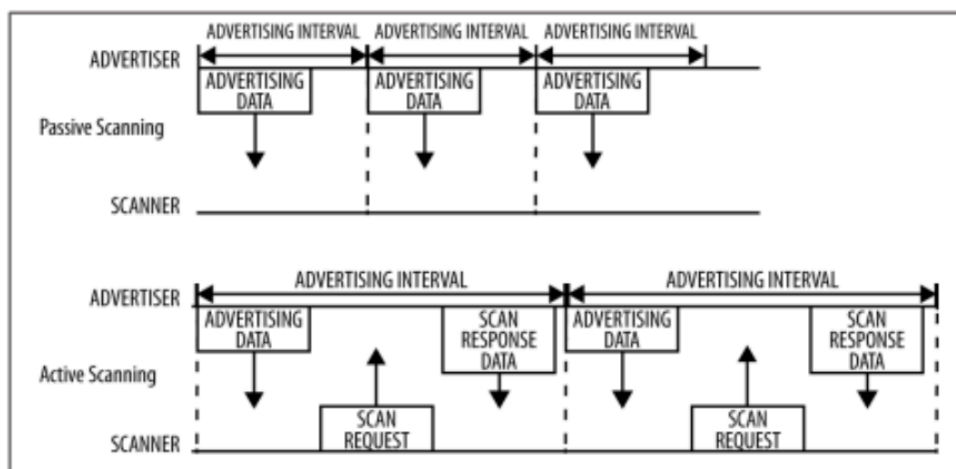 ADVERTISING INTERVAL ADVERTISING INTERVAL ADVERTISING INTERVAL
ADVERTISER
ADVERTISING ADVERTISING ADVERTISING
DATA DATA DATA
Passive Scanning
SCANNER
ADVERTISING INTERVAL ADVERTISING INTERVAL
ADVERTISER
ADVERTISING SCAN ADVERTISING SCAN
DATA RESPONSE DATA RESPONSE
DATA DATA
Active Scanning
SCAN SCAN
SCANNER REQUEST REQUEST